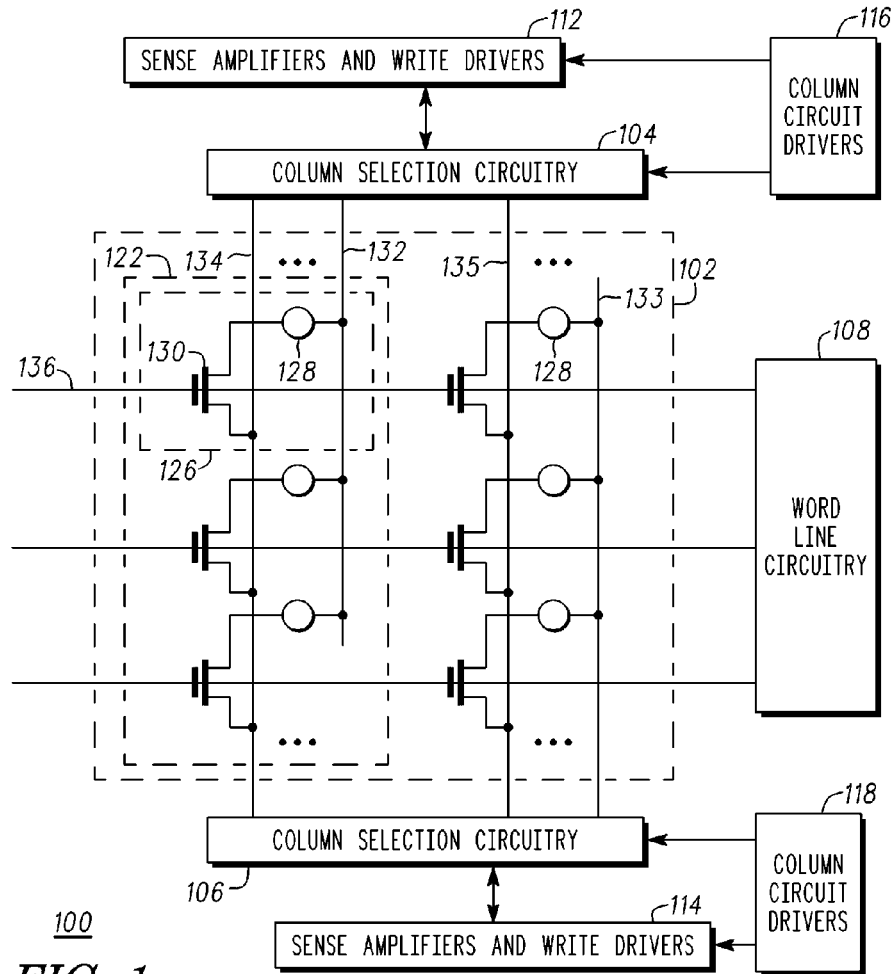 112
SENSE AMPLIFIERS AND WRITE DRIVERS
116
COLUMN
CIRCUIT
DRIVERS
104
COLUMN SELECTION CIRCUITRY
122
134
132
135
133
102
130
128
128
108
136
126
WORD
LINE
CIRCUITRY
118
COLUMN SELECTION CIRCUITRY
106
COLUMN
CIRCUIT
DRIVERS
114
100
SENSE AMPLIFIERS AND WRITE DRIVERS
FIG. 1